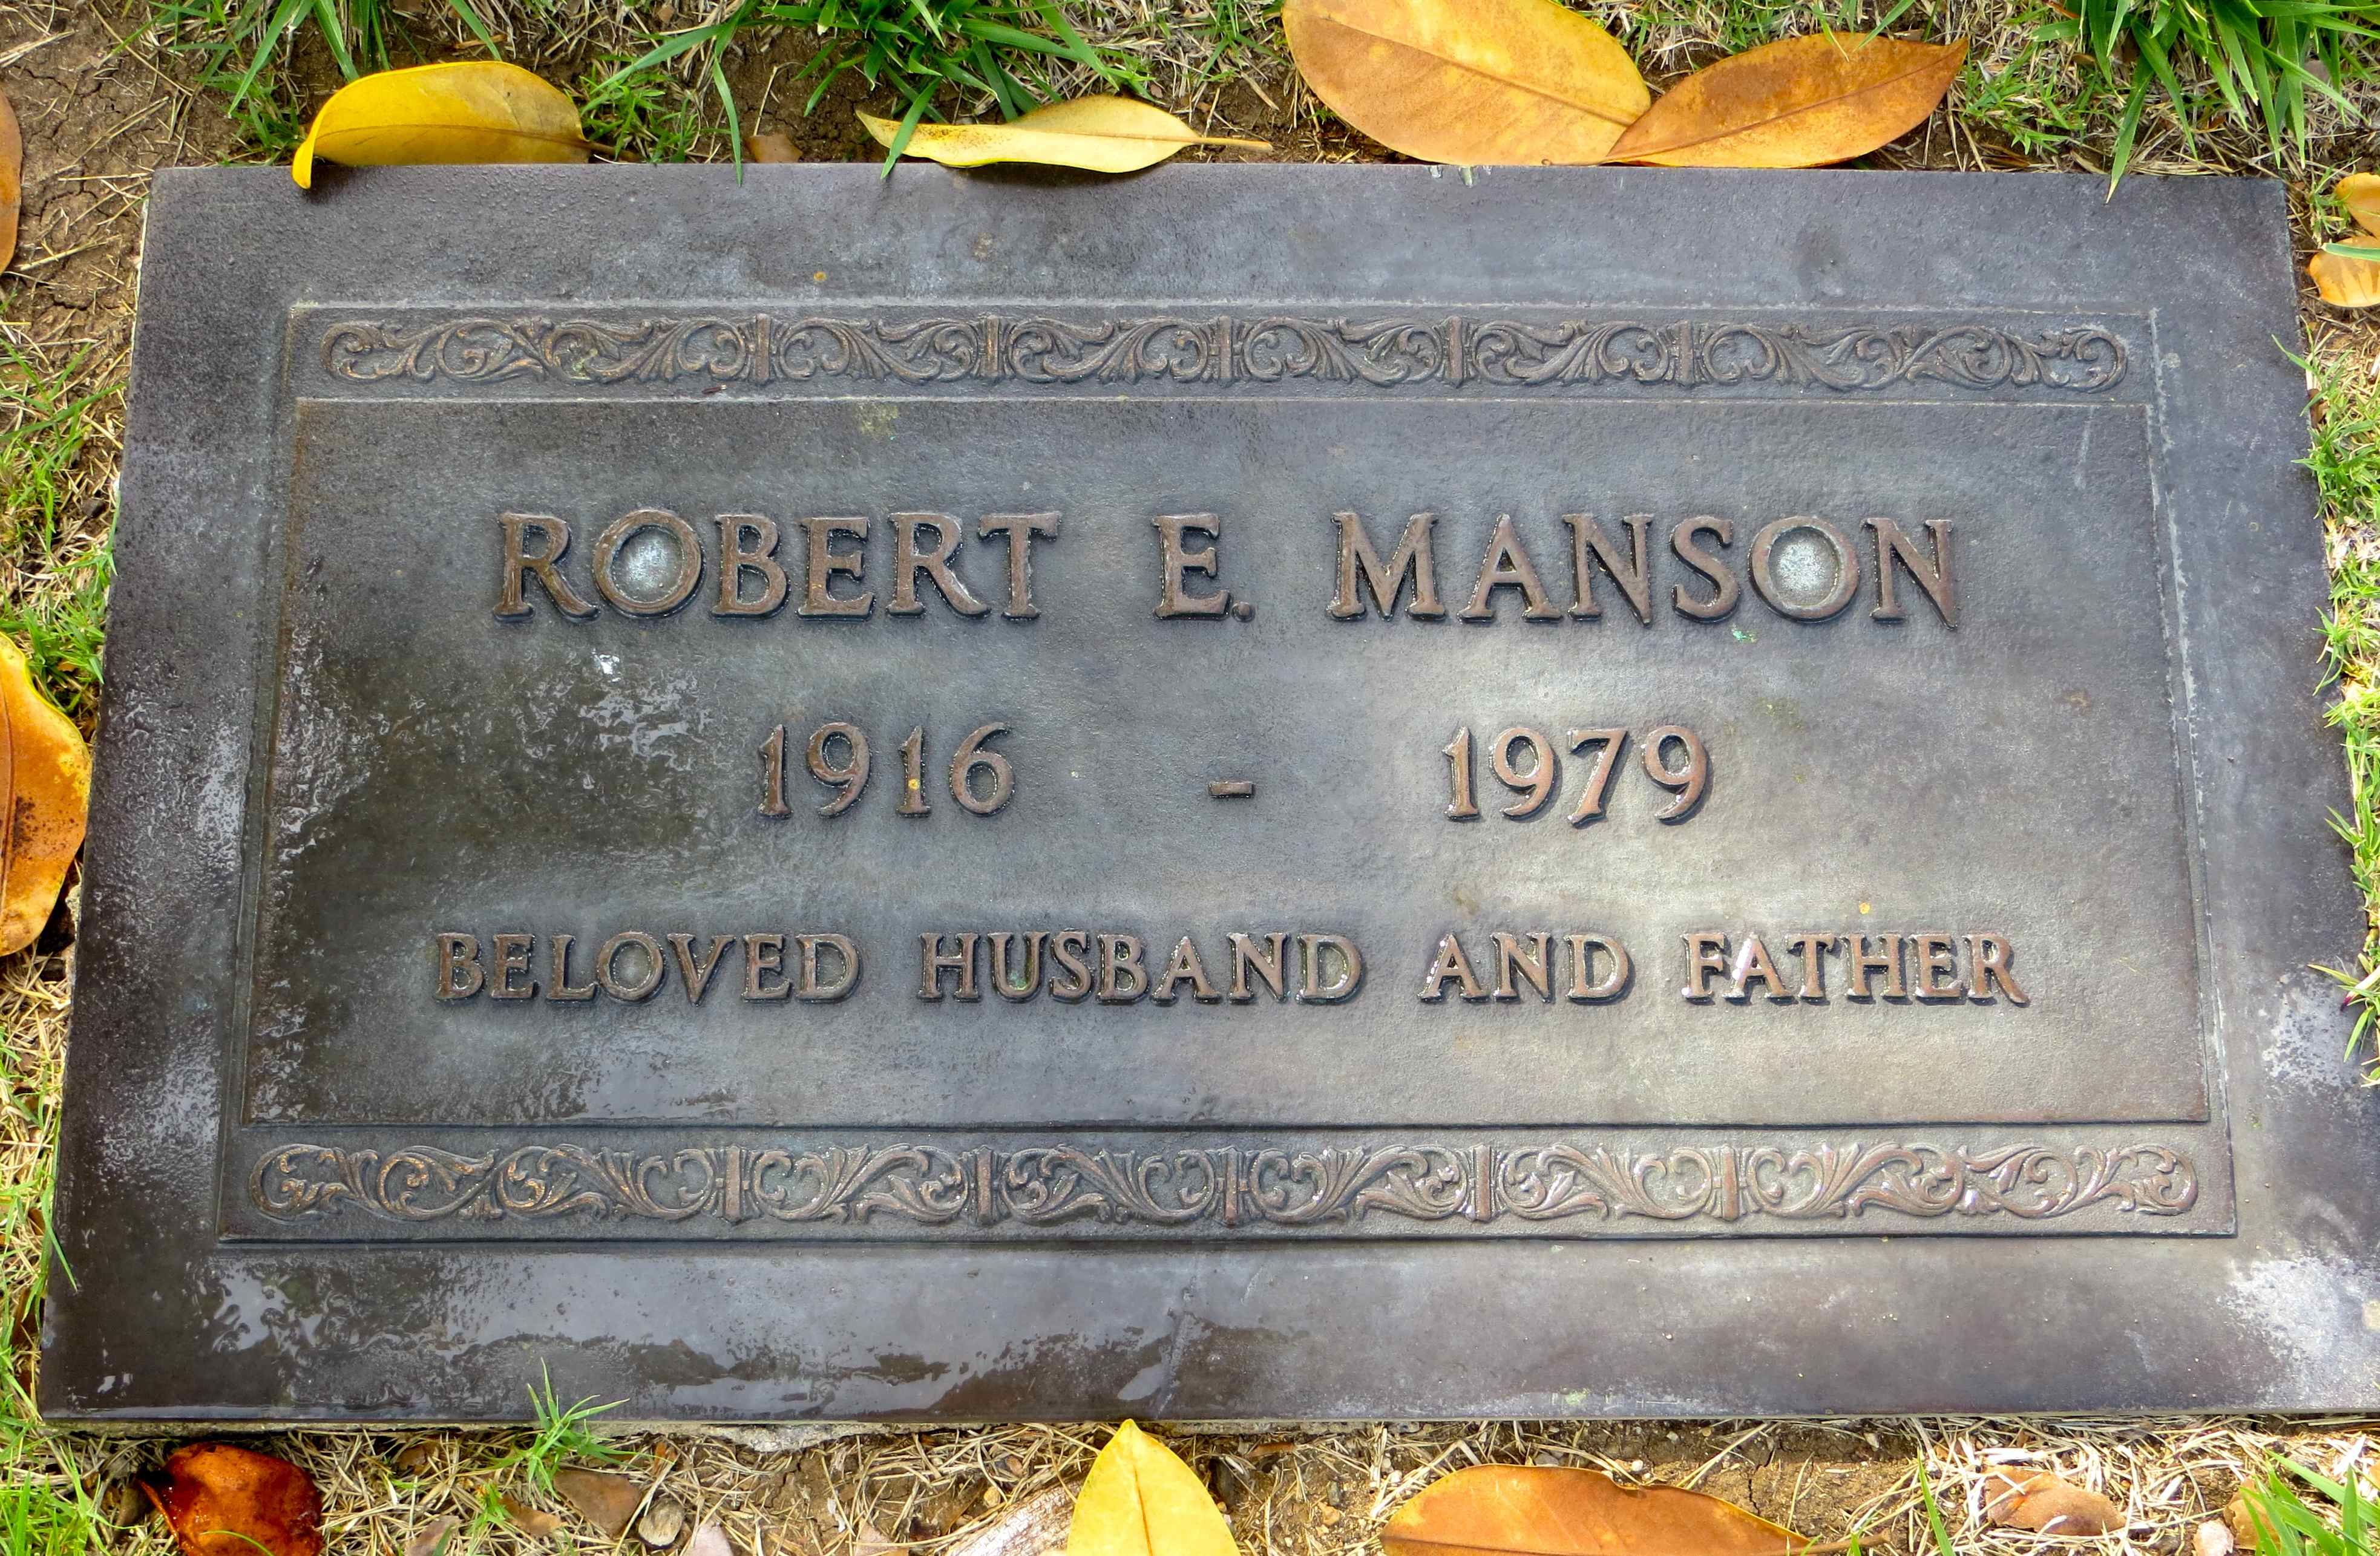 ROBERT E. MANSON
1916 - 1979
BELOVED HUSBAND AND FATHER